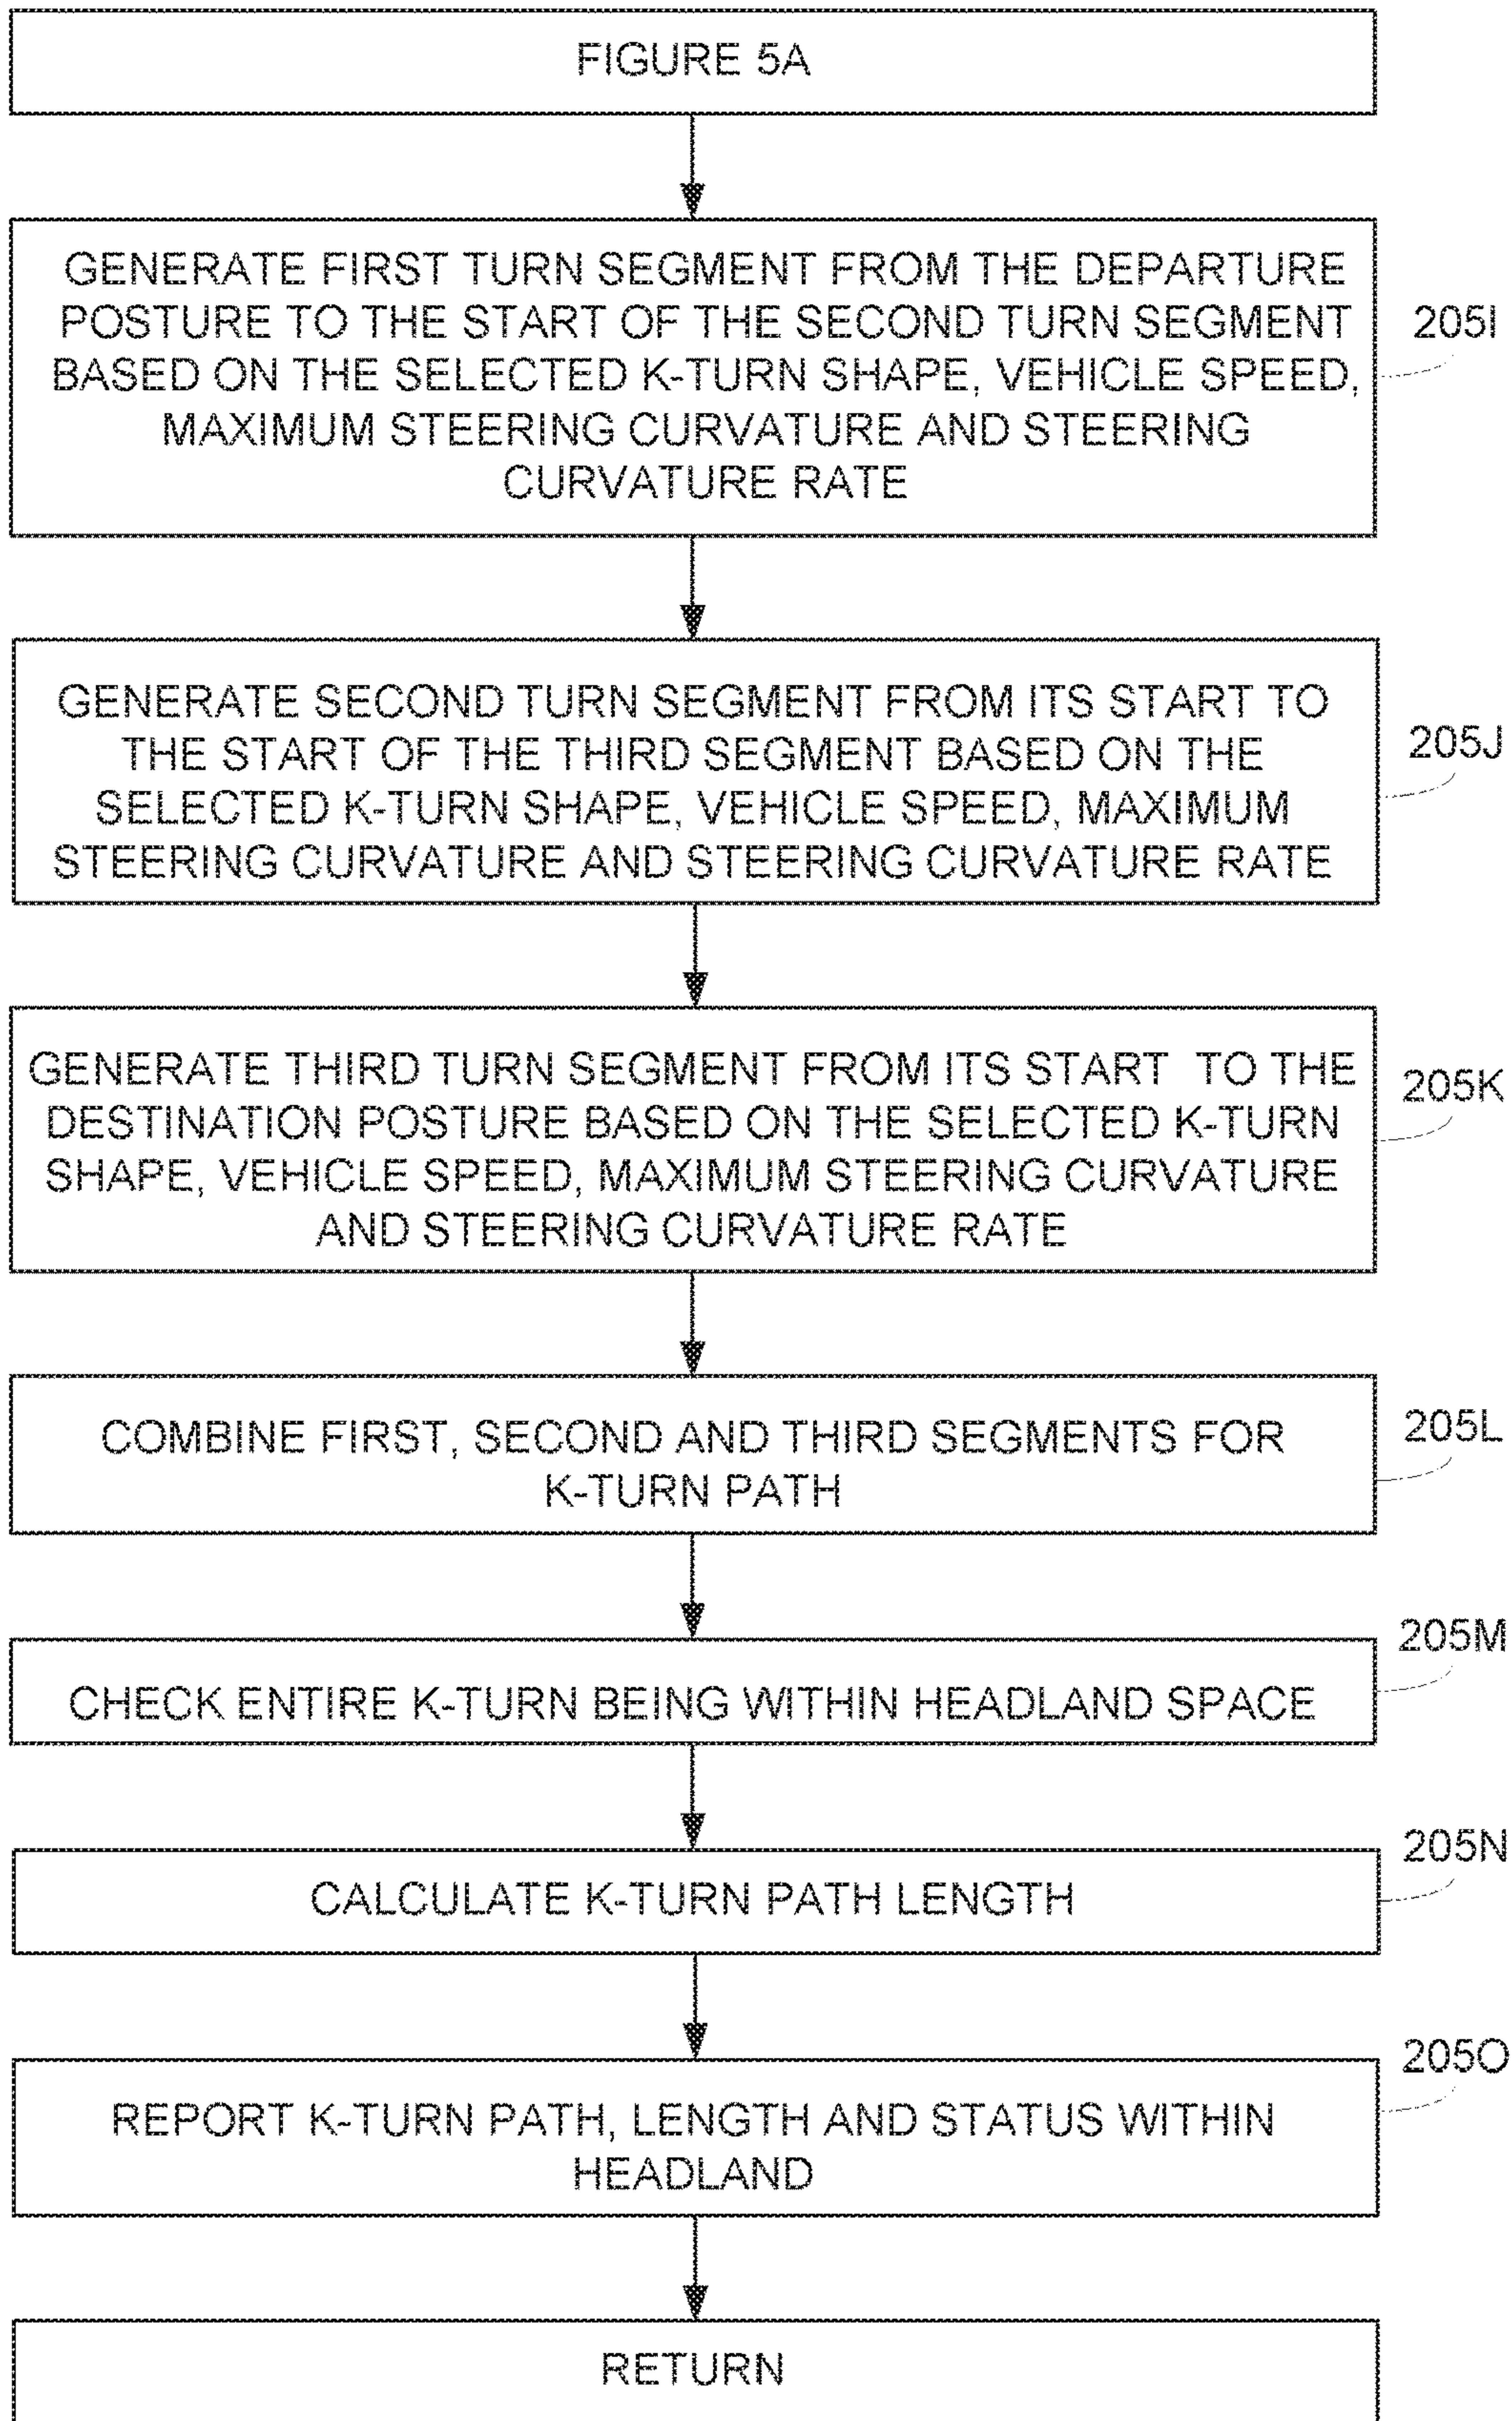 FIGURE 5A
GENERATE FIRST TURN SEGMENT FROM THE DEPARTURE
POSTURE TO THE START OF THE SECOND TURN SEGMENT
BASED ON THE SELECTED K-TURN SHAPE, VEHICLE SPEED,
MAXIMUM STEERING CURVATURE AND STEERING
CURVATURE RATE
205I
GENERATE SECOND TURN SEGMENT FROM ITS START TO
THE START OF THE THIRD SEGMENT BASED ON THE
SELECTED K-TURN SHAPE, VEHICLE SPEED, MAXIMUM
STEERING CURVATURE AND STEERING CURVATURE RATE
205J
GENERATE THIRD TURN SEGMENT FROM ITS START TO THE
DESTINATION POSTURE BASED ON THE SELECTED K-TURN
SHAPE, VEHICLE SPEED, MAXIMUM STEERING CURVATURE
AND STEERING CURVATURE RATE
205K
COMBINE FIRST, SECOND AND THIRD SEGMENTS FOR
K-TURN PATH
205L
CHECK ENTIRE K-TURN BEING WITHIN HEADLAND SPACE
205M
CALCULATE K-TURN PATH LENGTH
205N
REPORT K-TURN PATH, LENGTH AND STATUS WITHIN
HEADLAND
205O
RETURN